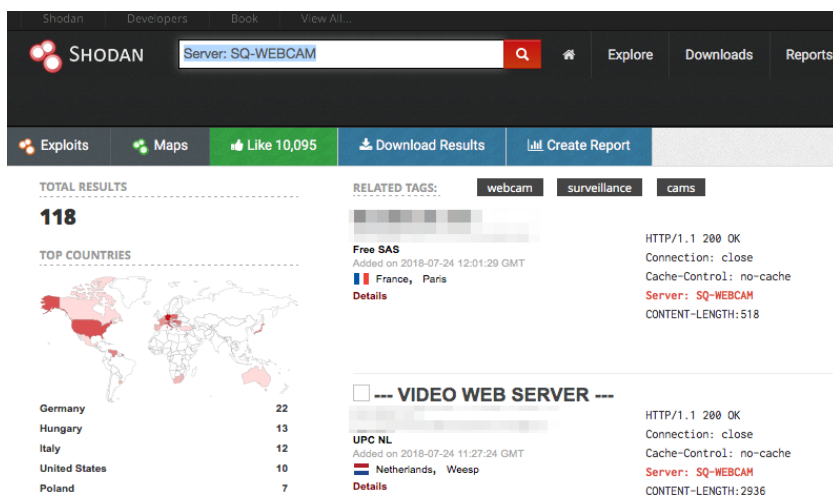 Shodan Developers Book View All...
SHODAN Server: SQ-WEBCAM Explore Downloads Reports
Exploits Maps Like 10,095 Download Results Create Report
TOTAL RESULTS
118
TOP COUNTRIES
Germany 22
Hungary 13
Italy 12
United States 10
Poland 7
RELATED TAGS: webcam surveillance cams
Free SAS
Added on 2018-07-24 12:01:29 GMT
France, Paris
Details
HTTP/1.1 200 OK
Connection: close
Cache-Control: no-cache
Server: SQ-WEBCAM
CONTENT-LENGTH:518
--- VIDEO WEB SERVER ---
UPC NL
Added on 2018-07-24 11:27:24 GMT
Netherlands, Weesp
Details
HTTP/1.1 200 OK
Connection: close
Cache-Control: no-cache
Server: SQ-WEBCAM
CONTENT-LENGTH:2936